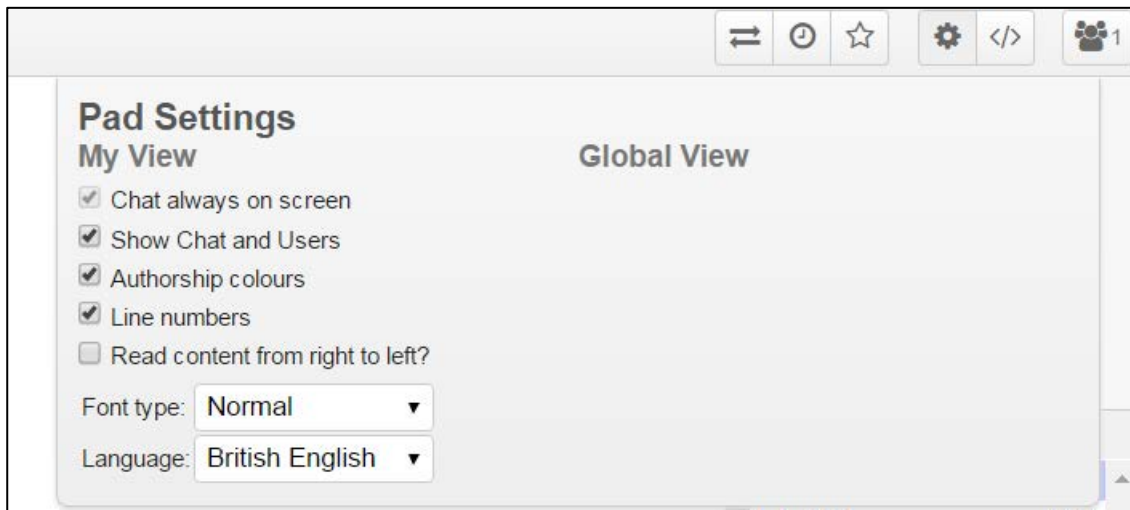 </> 1
Pad Settings
My View Global View
Chat always on screen
Show Chat and Users
Authorship colours
Line numbers
Read content from right to left?
Font type: Normal
Language: British English